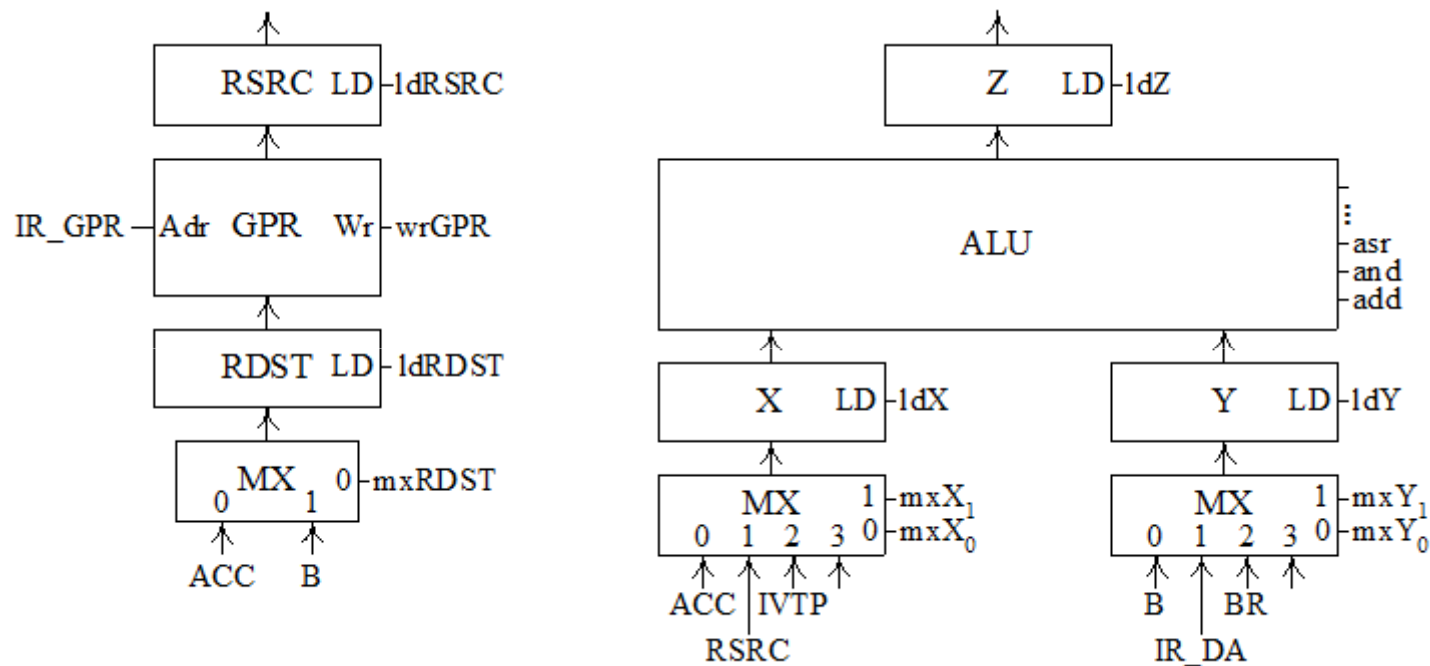 RSRC LD ldRSRC
IR_GPR Adr GPR Wr wrGPR
RDST LD ldRDST
MX 0 mxRDST
0 1
ACC B
Z LD ldZ
ALU
⋮
asr
and
add
X LD ldX
MX 1 mxX1
0 1 2 3 0 mxX0
ACC IVTP
RSRC
Y LD ldY
MX 1 mxY1
0 1 2 3 0 mxY0
B BR
IR_DA